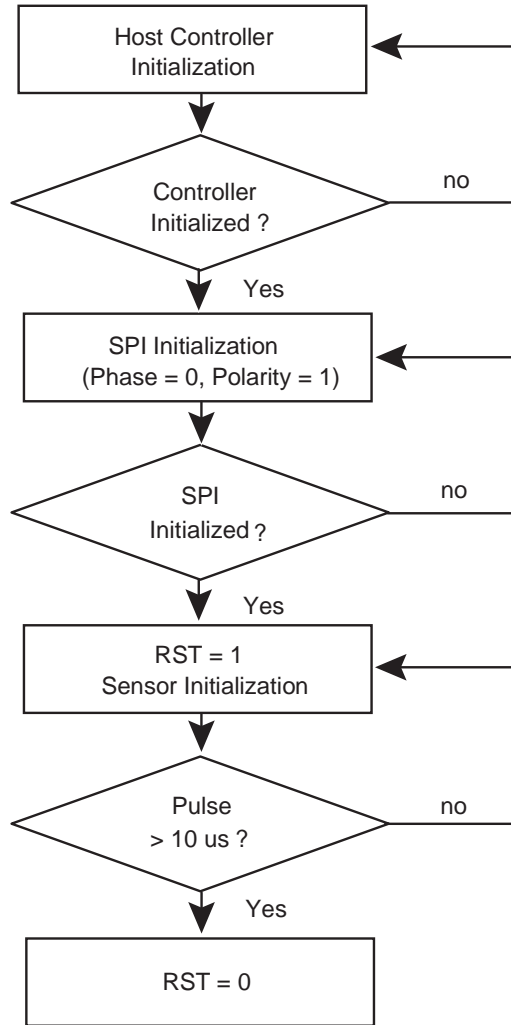 Host Controller
Initialization
Controller
Initialized ?
no
Yes
SPI Initialization
(Phase = 0, Polarity = 1)
SPI
Initialized ?
no
Yes
RST = 1
Sensor Initialization
Pulse
> 10 us ?
no
Yes
RST = 0